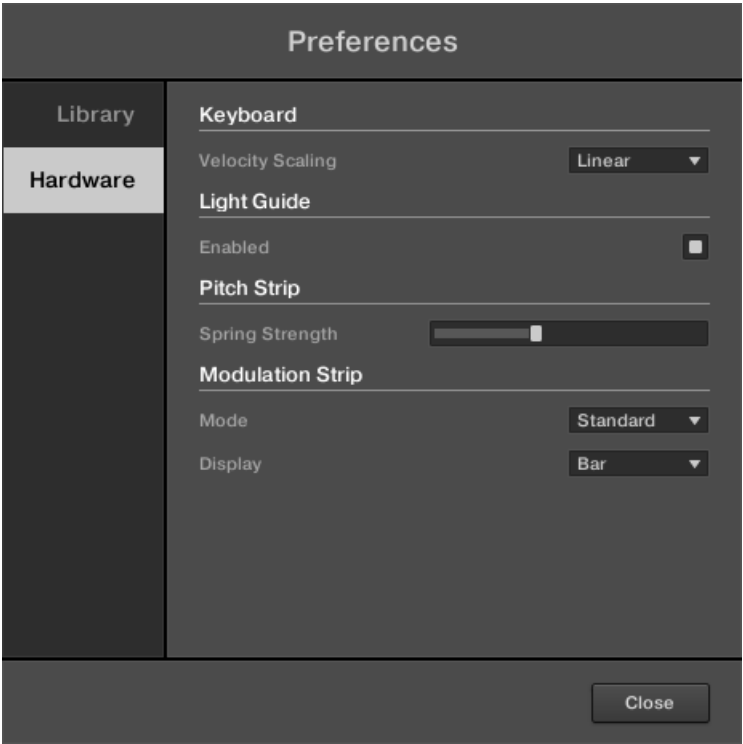 Preferences
Library
Hardware
Keyboard
Velocity Scaling Linear
Light Guide
Enabled
Pitch Strip
Spring Strength
Modulation Strip
Mode Standard
Display Bar
Close